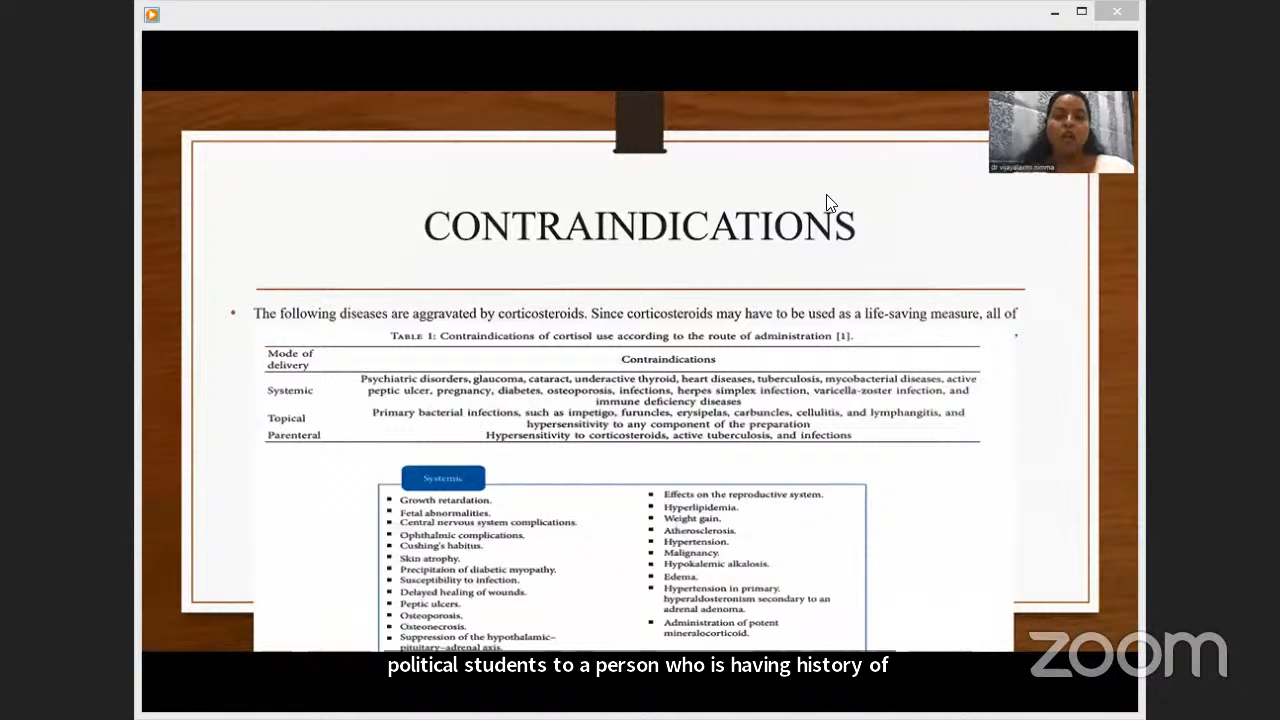 dr vijayalaxmi nimma
CONTRAINDICATIONS
• The following diseases are aggravated by corticosteroids. Since corticosteroids may have to be used as a life-saving measure, all of
TABLE 1: Contraindications of cortisol use according to the route of administration [1].
Mode of delivery Contraindications
Systemic Psychiatric disorders, glaucoma, cataract, underactive thyroid, heart diseases, tuberculosis, mycobacterial diseases, active
peptic ulcer, pregnancy, diabetes, osteoporosis, infections, herpes simplex infection, varicella-zoster infection, and
immune deficiency diseases
Topical Primary bacterial infections, such as impetigo, furuncles, erysipelas, carbuncles, cellulitis, and lymphangitis, and
hypersensitivity to any component of the preparation
Parenteral Hypersensitivity to corticosteroids, active tuberculosis, and infections
Systemic
▪ Growth retardation.
▪ Fetal abnormalities.
▪ Central nervous system complications.
▪ Ophthalmic complications.
▪ Cushing's habitus.
▪ Skin atrophy.
▪ Precipitaion of diabetic myopathy.
▪ Susceptibility to infection.
▪ Delayed healing of wounds.
▪ Peptic ulcers.
▪ Osteoporosis.
▪ Osteonecrosis.
▪ Suppression of the hypothalamic–
pituitary–adrenal axis.
▪ Effects on the reproductive system.
▪ Hyperlipidemia.
▪ Weight gain.
▪ Atherosclerosis.
▪ Hypertension.
▪ Malignancy.
▪ Hypokalemic alkalosis.
▪ Edema.
▪ Hypertension in primary.
hyperaldosteronism secondary to an
adrenal adenoma.
▪ Administration of potent
mineralocorticoid.
political students to a person who is having history of
zoom